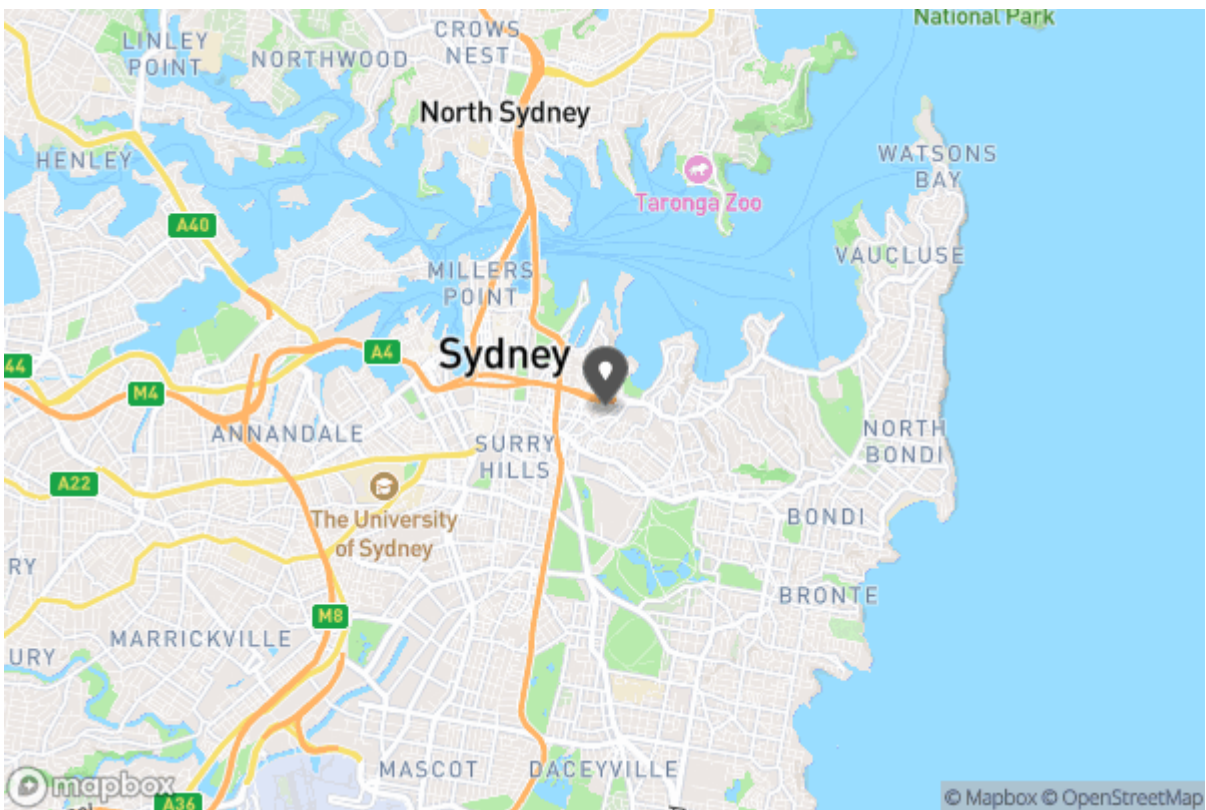 National Park
CROWS
NEST
LINLEY
POINT
NORTHWOOD
North Sydney
HENLEY
WATSONS
BAY
Taronga Zoo
A40
VAUCLUSE
MILLERS
POINT
Sydney
A4
44
M4
ANNANDALE
SURRY
HILLS
NORTH
BONDI
A22
The University
of Sydney
BONDI
RY
BRONTE
M8
MARRICKVILLE
URY
MASCOT
DACEYVILLE
mapbox
A36
© Mapbox © OpenStreetMap